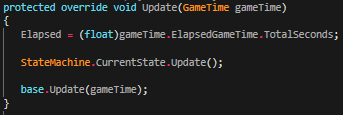 protected override void Update(GameTime gameTime)
{
Elapsed = (float)gameTime.ElapsedGameTime.TotalSeconds;
StateMachine.CurrentState.Update();
base.Update(gameTime);
}